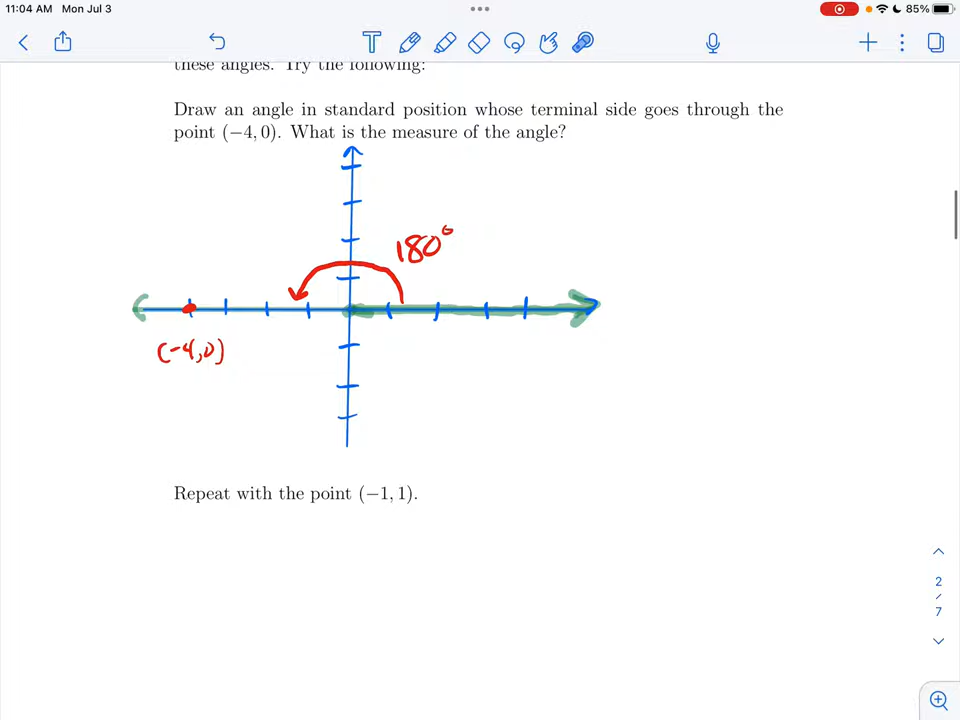 11:04 AM Mon Jul 3
85%
these angles. Try the following:
Draw an angle in standard position whose terminal side goes through the
point (−4, 0). What is the measure of the angle?
180°
(-4,0)
Repeat with the point (−1, 1).
2
/
7